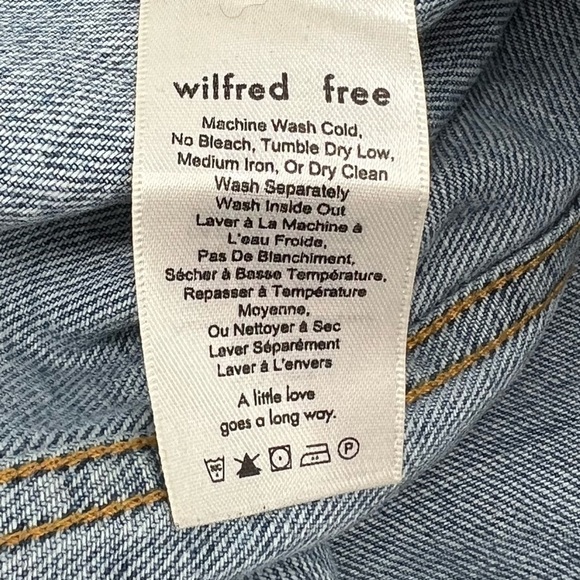 wilfred free
Machine Wash Cold,
No Bleach, Tumble Dry Low,
Medium Iron, Or Dry Clean
Wash Separately
Wash Inside Out
Laver à La Machine à
L'eau Froide,
Pas De Blanchiment,
Sécher à Basse Température,
Repasser à Température
Moyenne,
Ou Nettoyer à Sec
Laver Séparément
Laver à L'envers
A little love
goes a long way.
P